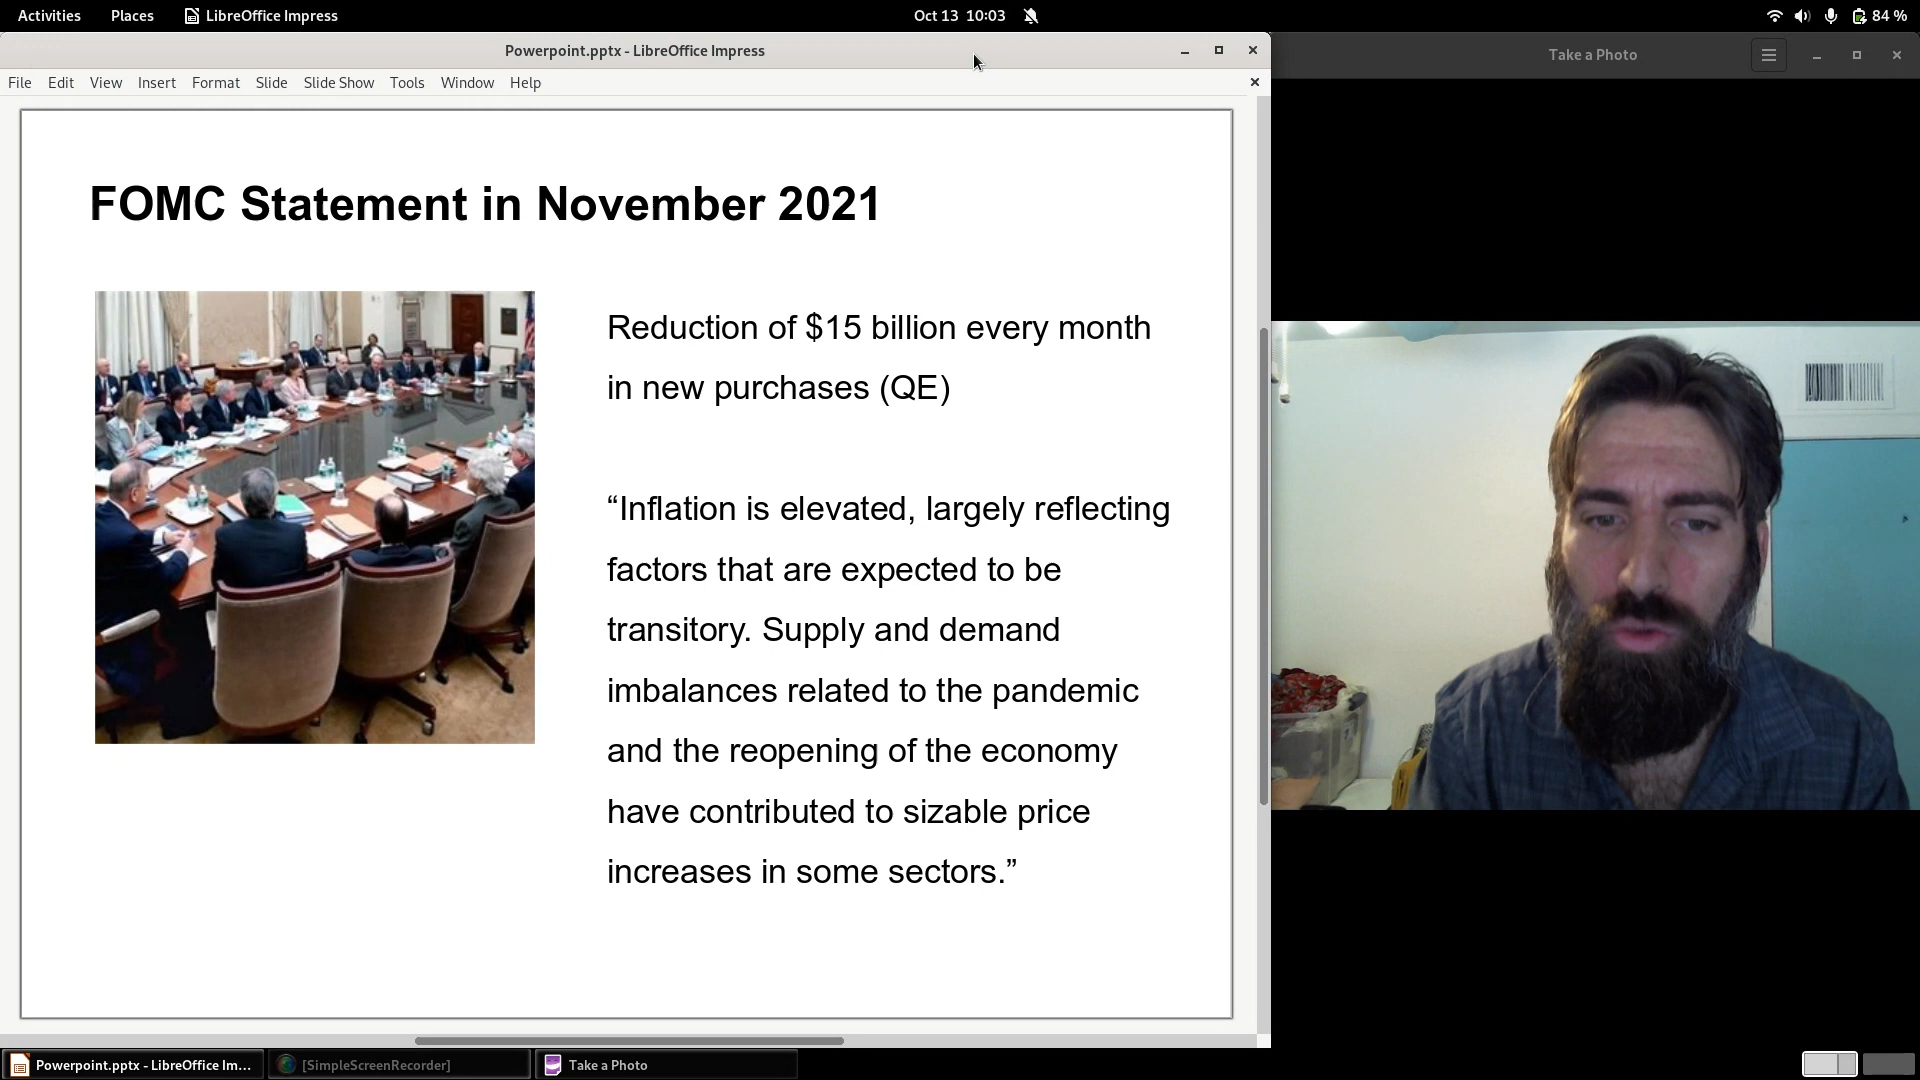 Activities Places LibreOffice Impress Oct 13 10:03 84 %
Powerpoint.pptx - LibreOffice Impress
Take a Photo
File Edit View Insert Format Slide Slide Show Tools Window Help
FOMC Statement in November 2021
Reduction of $15 billion every month
in new purchases (QE)
“Inflation is elevated, largely reflecting
factors that are expected to be
transitory. Supply and demand
imbalances related to the pandemic
and the reopening of the economy
have contributed to sizable price
increases in some sectors.”
Powerpoint.pptx - LibreOffice Im... [SimpleScreenRecorder] Take a Photo